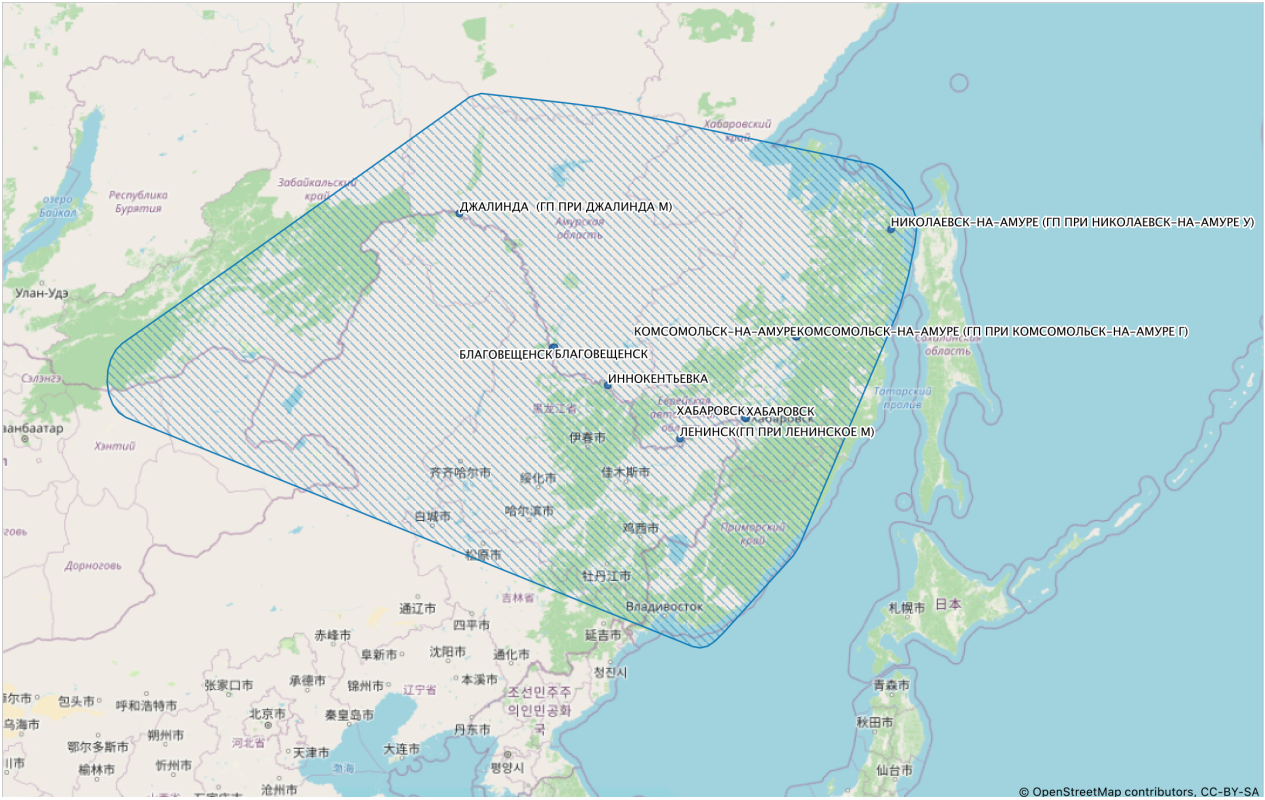 Хабаровский
край
Забайкальский
край
озеро
Байкал
Республика
Бурятия
ДЖАЛИНДА (ГП ПРИ ДЖАЛИНДА М)
Амурская
область
НИКОЛАЕВСК-НА-АМУРЕ (ГП ПРИ НИКОЛАЕВСК-НА-АМУРЕ У)
Улан-Удэ
КОМСОМОЛЬСК-НА-АМУРЕКОМСОМОЛЬСК-НА-АМУРЕ (ГП ПРИ КОМСОМОЛЬСК-НА-АМУРЕ Г)
Сахалинская
область
БЛАГОВЕЩЕНСК БЛАГОВЕЩЕНСК
ИННОКЕНТЬЕВКА
Сэлэнгэ
Татарский
пролив
黑龙江省
Еврейская
ХАБАРОВСКХАБАРОВСК
Хабаровск
ЛЕНИНСК(ГП ПРИ ЛЕНИНСКОЕ М)
анбаатар
Хэнтий
伊春市
齐齐哈尔市
绥化市
佳木斯市
白城市
哈尔滨市
鸡西市
Приморский
край
говь
松原市
Дорноговь
牡丹江市
吉林省
Владивосток
通辽市
札幌市
日本
四平市
延吉市
赤峰市
阜新市
沈阳市
通化市
청진시
张家口市
承德市
锦州市
辽宁省
本溪市
조선민주주
의인민공화
국
青森市
包头市
呼和浩特市
北京市
秦皇岛市
丹东市
秋田市
乌海市
鄂尔多斯市
朔州市
河北省
天津市
大连市
渤海
평양시
榆林市
忻州市
仙台市
沧州市
© OpenStreetMap contributors, CC-BY-SA